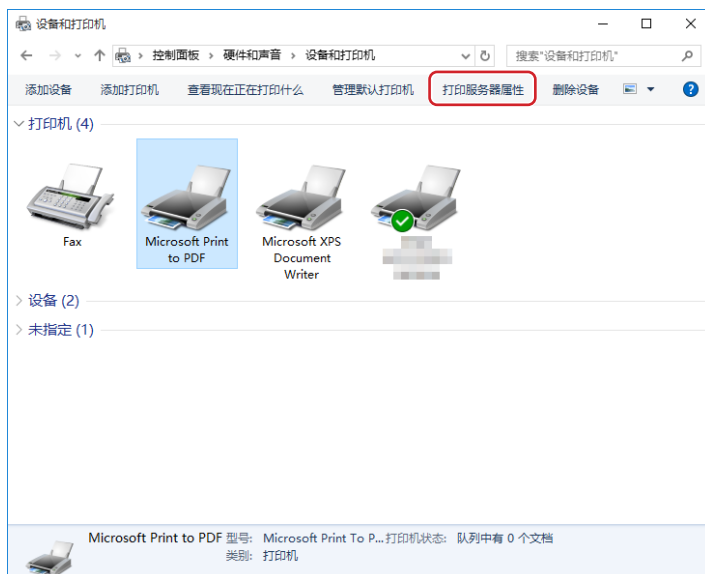 设备和打印机
控制面板 › 硬件和声音 › 设备和打印机
搜索"设备和打印机"
添加设备 添加打印机 查看现在正在打印什么 管理默认打印机 打印服务器属性 删除设备
打印机 (4)
Fax
Microsoft Print
to PDF
Microsoft XPS
Document
Writer
设备 (2)
未指定 (1)
Microsoft Print to PDF 型号: Microsoft Print To P... 打印机状态: 队列中有 0 个文档
类别: 打印机